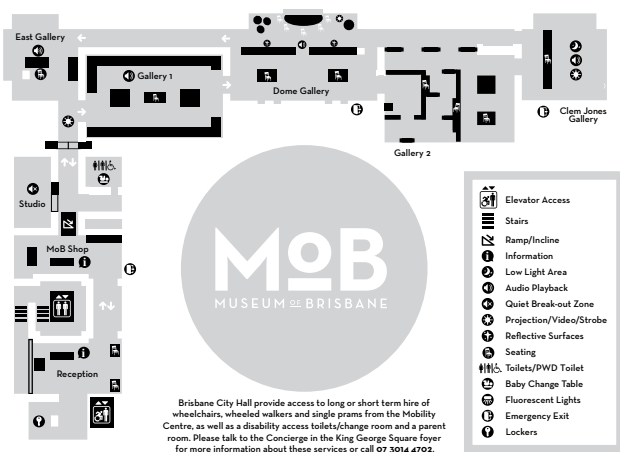 East Gallery
Gallery 1
Dome Gallery
Clem Jones
Gallery
Gallery 2
Studio
MoB Shop
Reception
MoB
MUSEUM OF BRISBANE
Elevator Access
Stairs
Ramp/Incline
Information
Low Light Area
Audio Playback
Quiet Break-out Zone
Projection/Video/Strobe
Reflective Surfaces
Seating
Toilets/PWD Toilet
Baby Change Table
Fluorescent Lights
Emergency Exit
Lockers
Brisbane City Hall provide access to long or short term hire of
wheelchairs, wheeled walkers and single prams from the Mobility
Centre, as well as a disability access toilets/change room and a parent
room. Please talk to the Concierge in the King George Square foyer
for more information about these services or call 07 3014 4702.